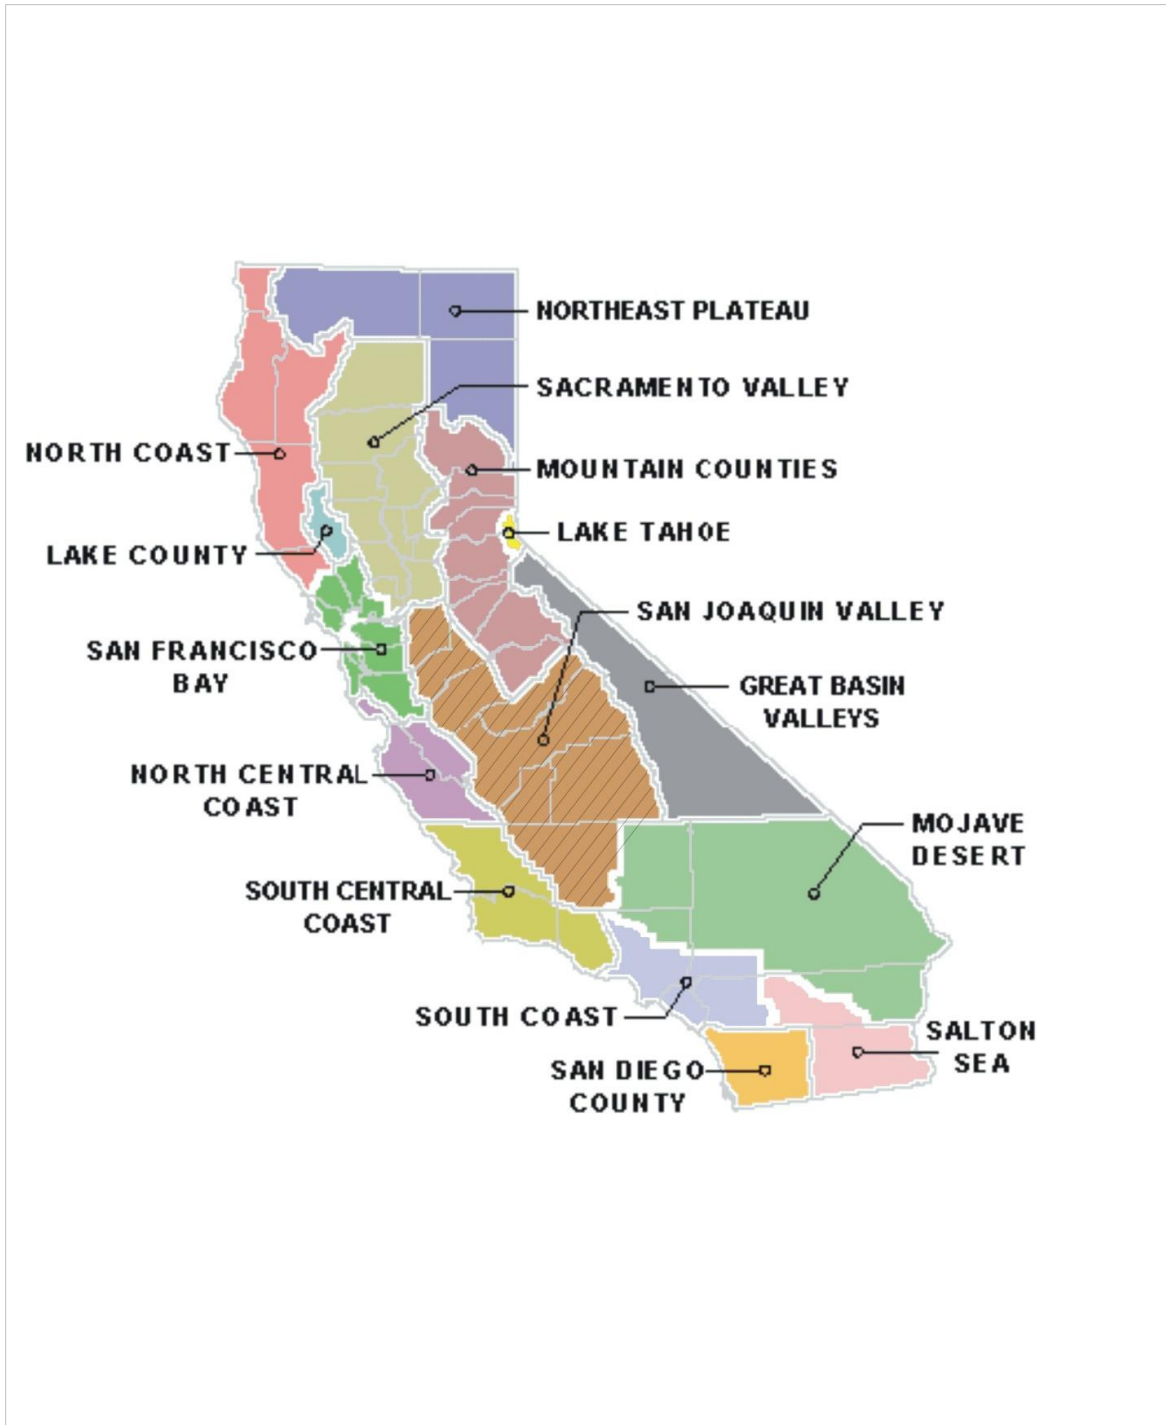 NORTHEAST PLATEAU
SACRAMENTO VALLEY
NORTH COAST
MOUNTAIN COUNTIES
LAKE TAHOE
LAKE COUNTY
SAN JOAQUIN VALLEY
SAN FRANCISCO
BAY
GREAT BASIN
VALLEYS
NORTH CENTRAL
COAST
MOJAVE
DESERT
SOUTH CENTRAL
COAST
SOUTH COAST
SALTON
SEA
SAN DIEGO
COUNTY